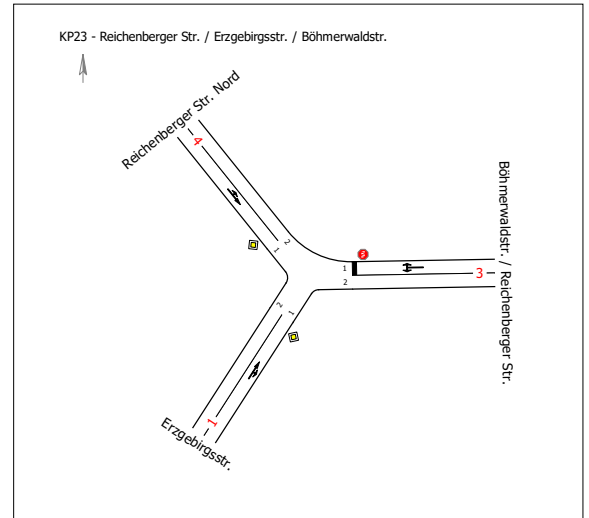 KP23 - Reichenberger Str. / Erzgebirgsstr. / Böhmerwaldstr.
Reichenberger Str. Nord
4
2
1
Böhmerwaldstr. / Reichenberger Str.
1
2
3
2
1
1
Erzgebirgsstr.